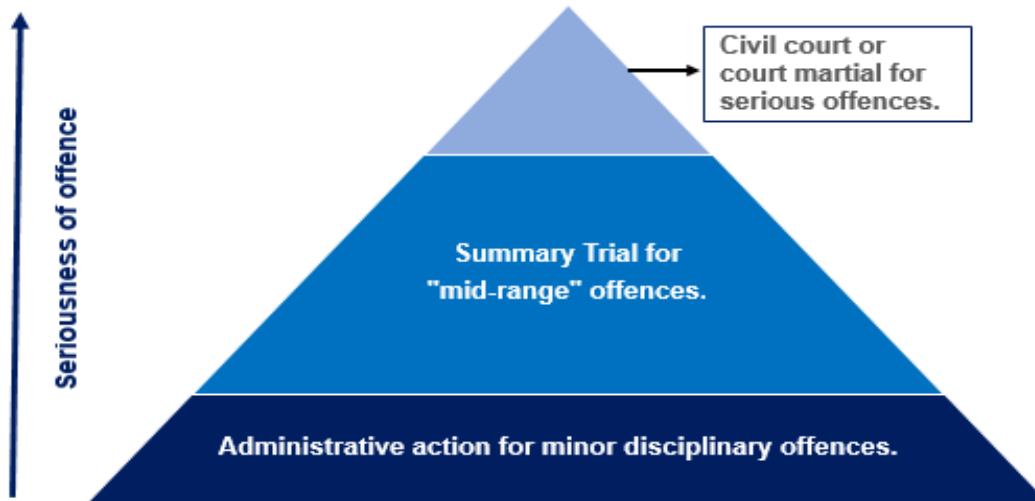 Civil court or
court martial for
serious offences.
Seriousness of offence
Summary Trial for
"mid-range" offences.
Administrative action for minor disciplinary offences.